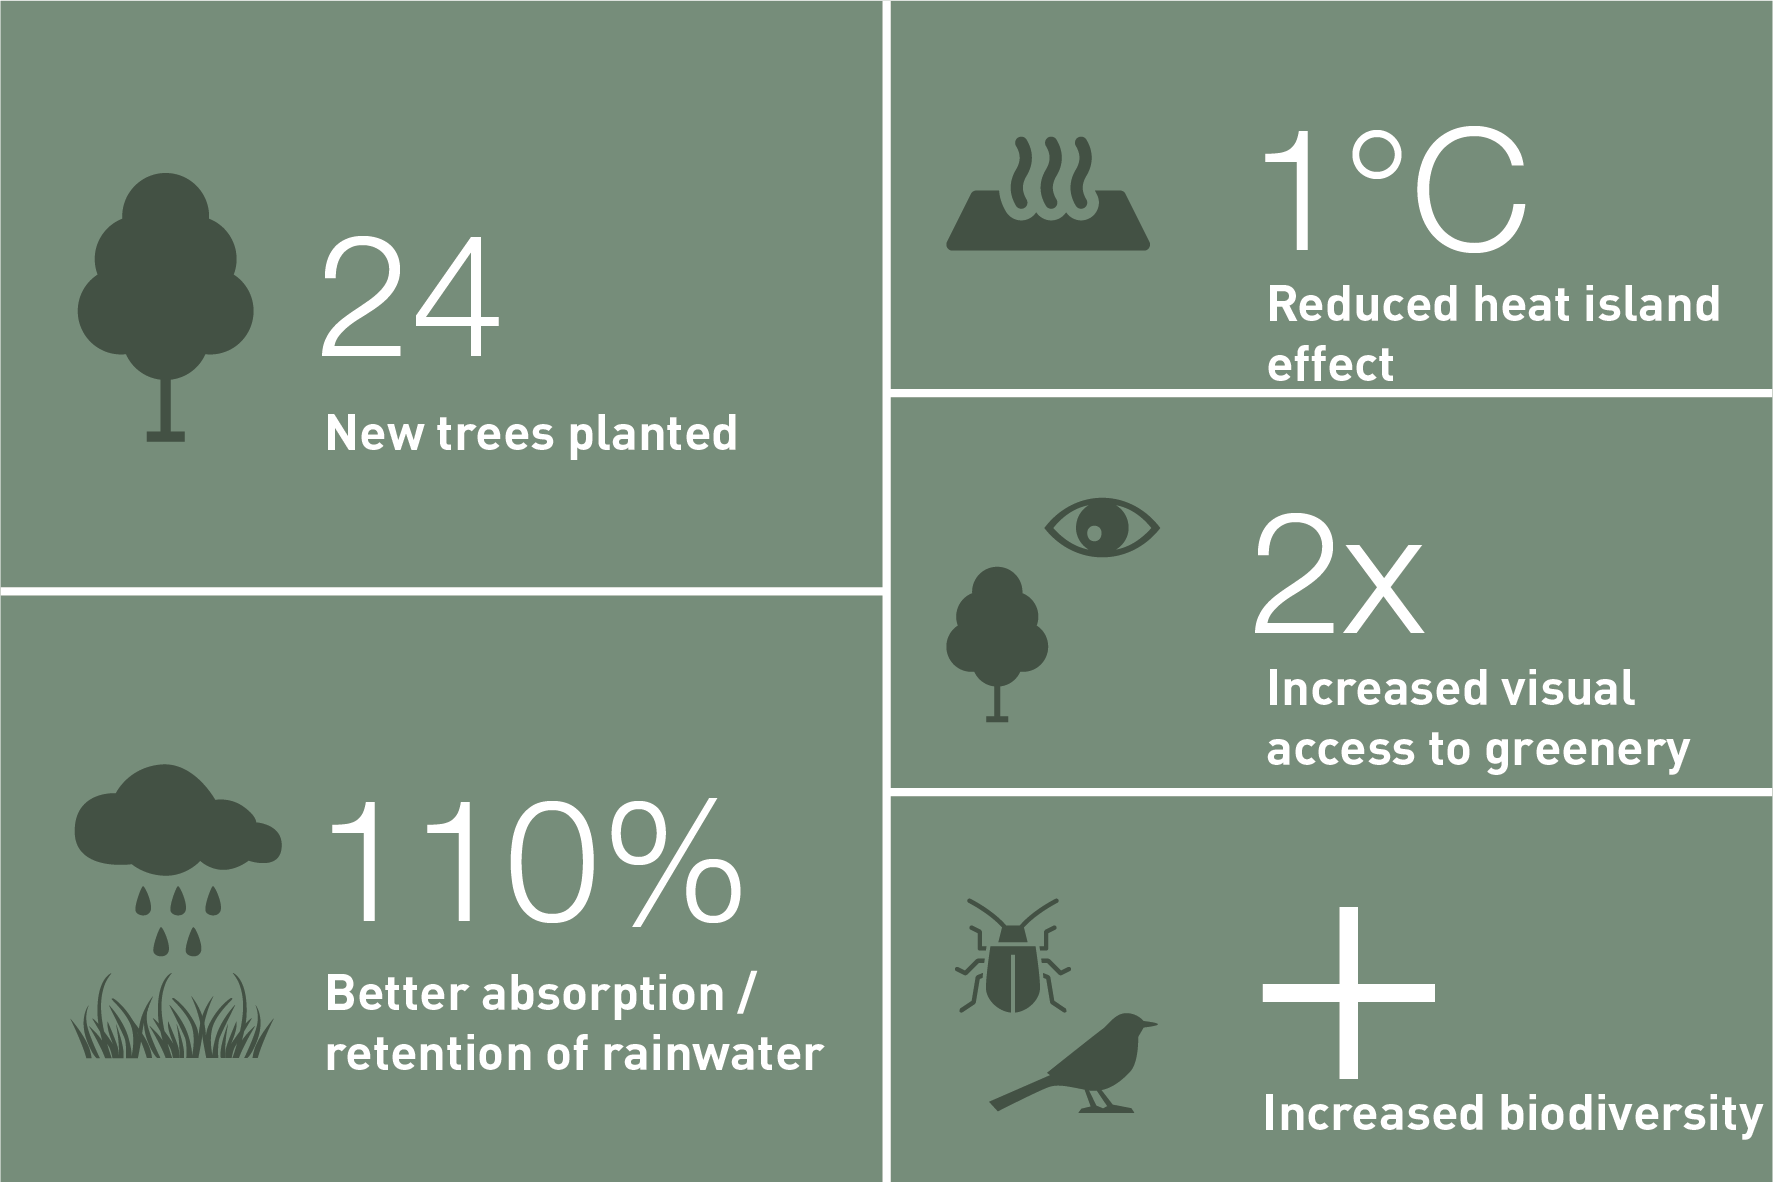 24
New trees planted
110%
Better absorption /
retention of rainwater
1°C
Reduced heat island
effect
2x
Increased visual
access to greenery
+
Increased biodiversity